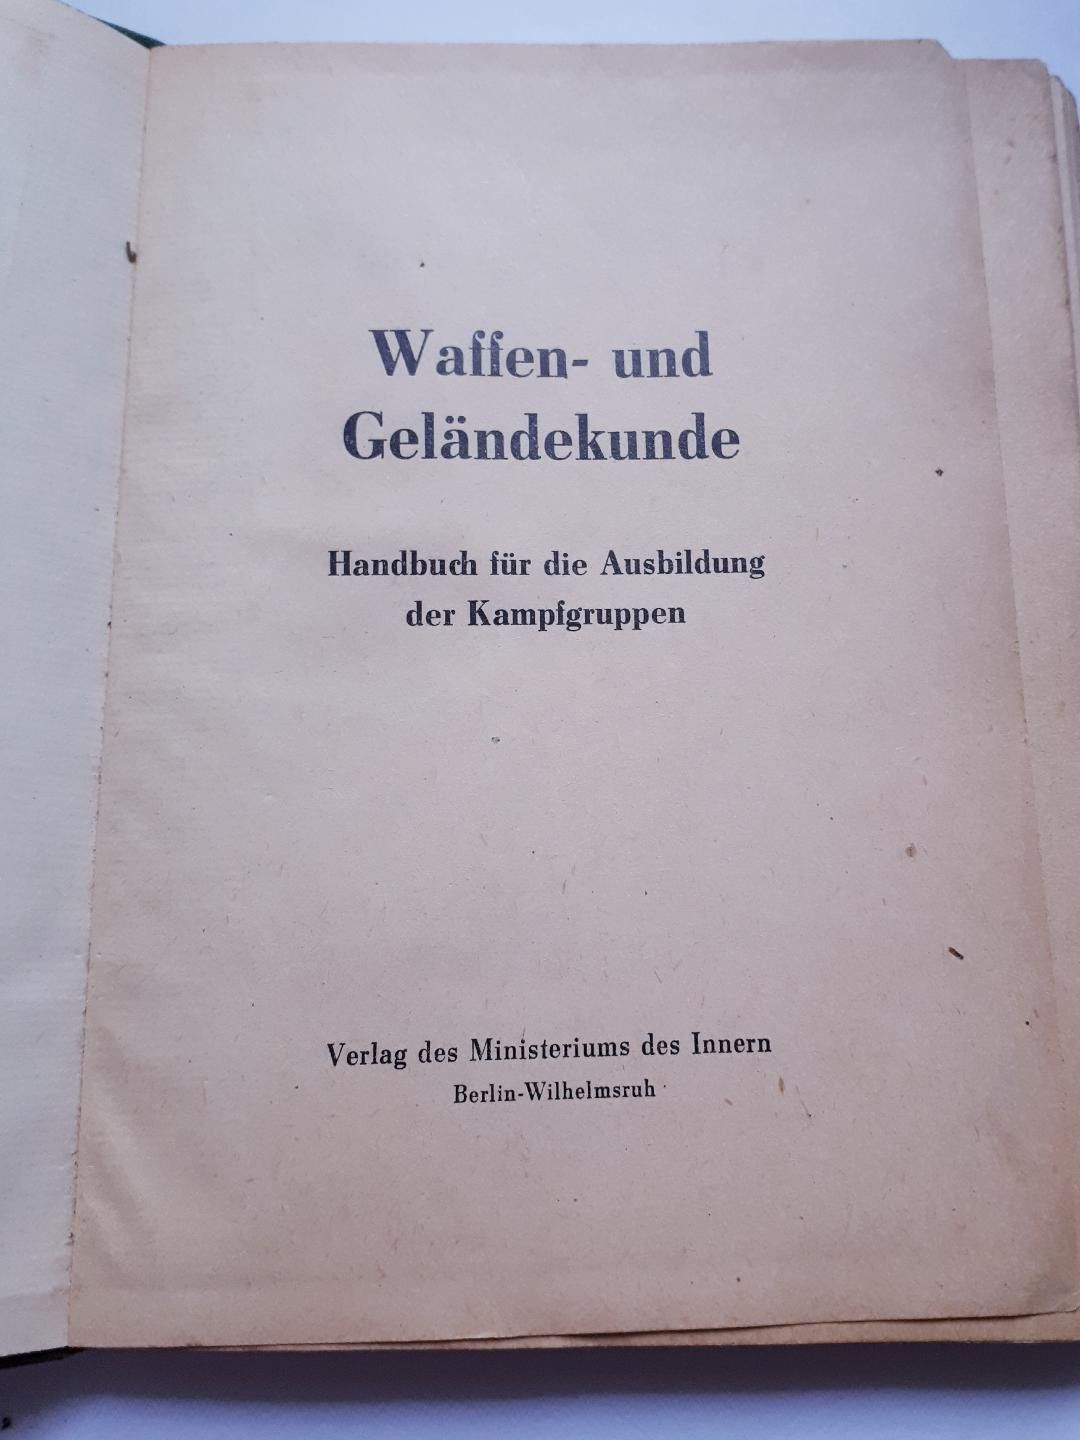 Waffen- und
Geländekunde
Handbuch für die Ausbildung
der Kampfgruppen
Verlag des Ministeriums des Innern
Berlin-Wilhelmsruh